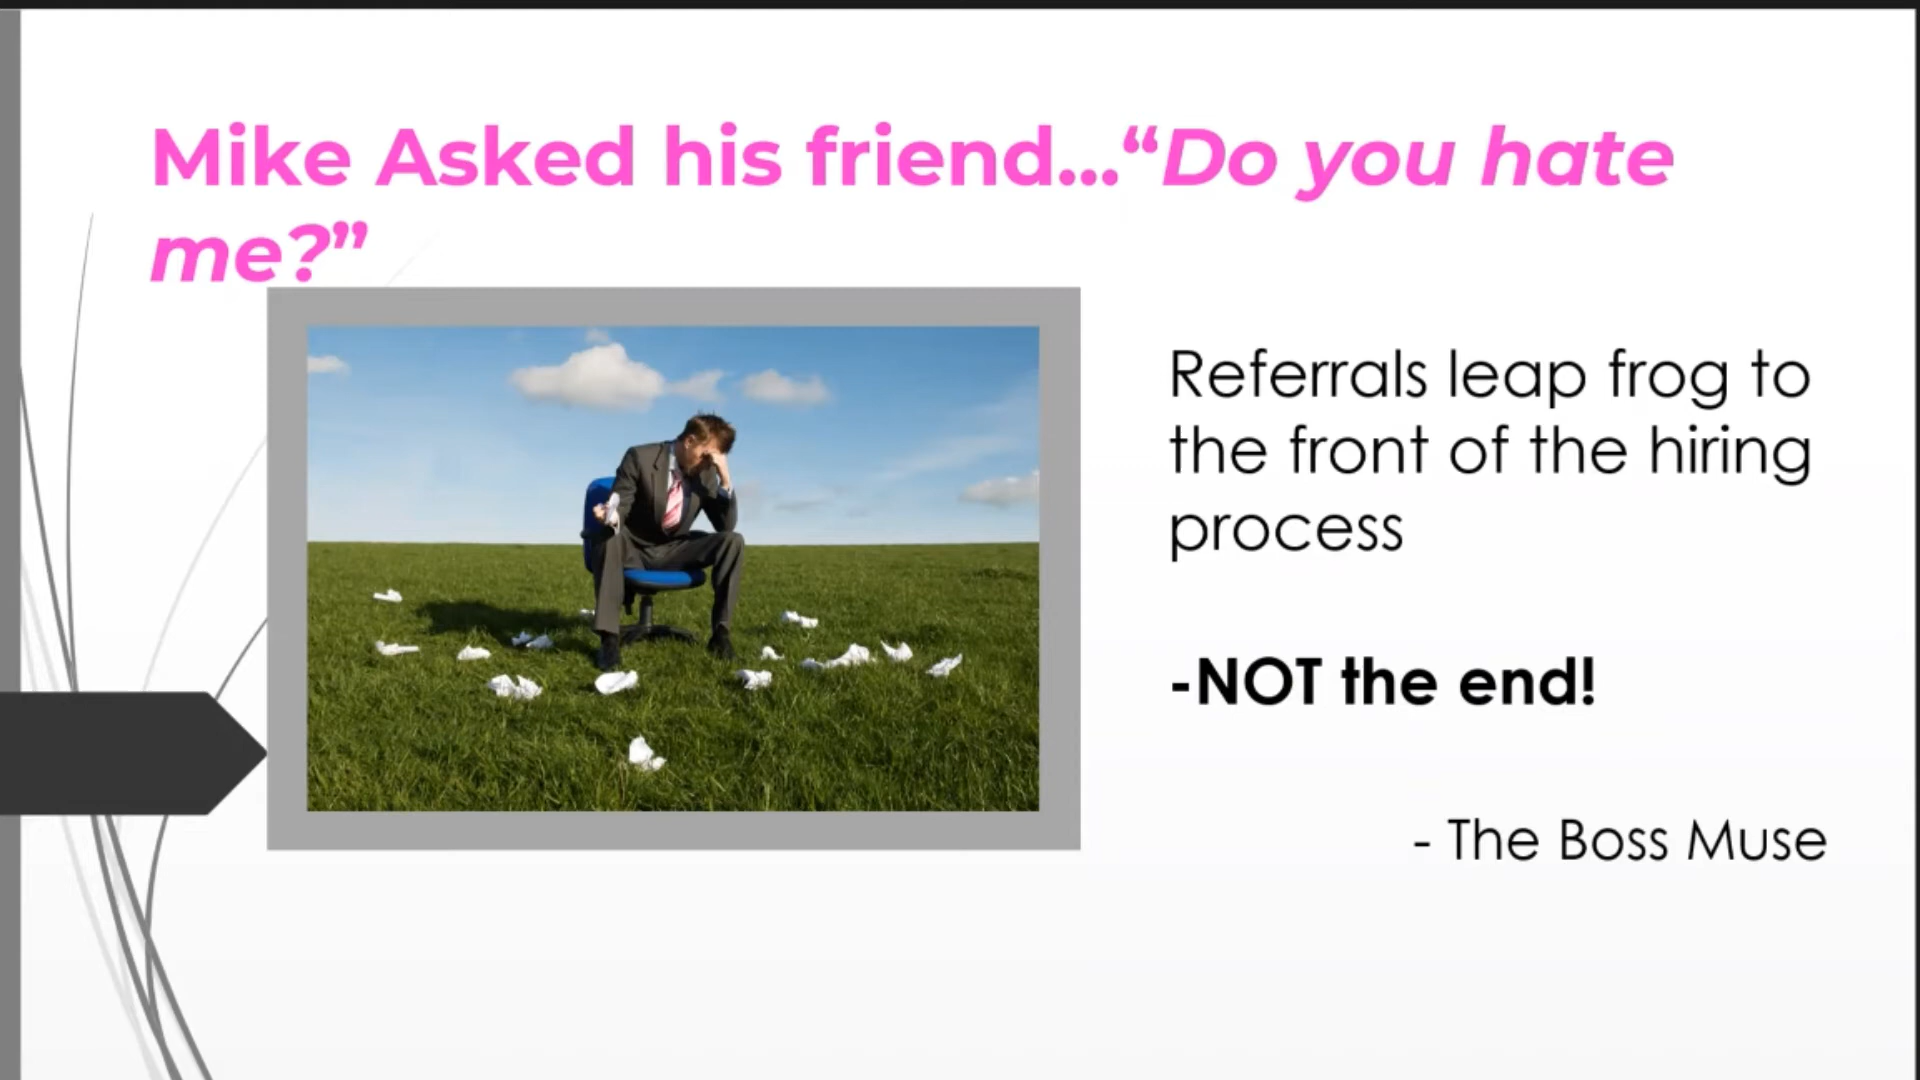 Mike Asked his friend...“Do you hate
me?”
Referrals leap frog to
the front of the hiring
process
-NOT the end!
- The Boss Muse